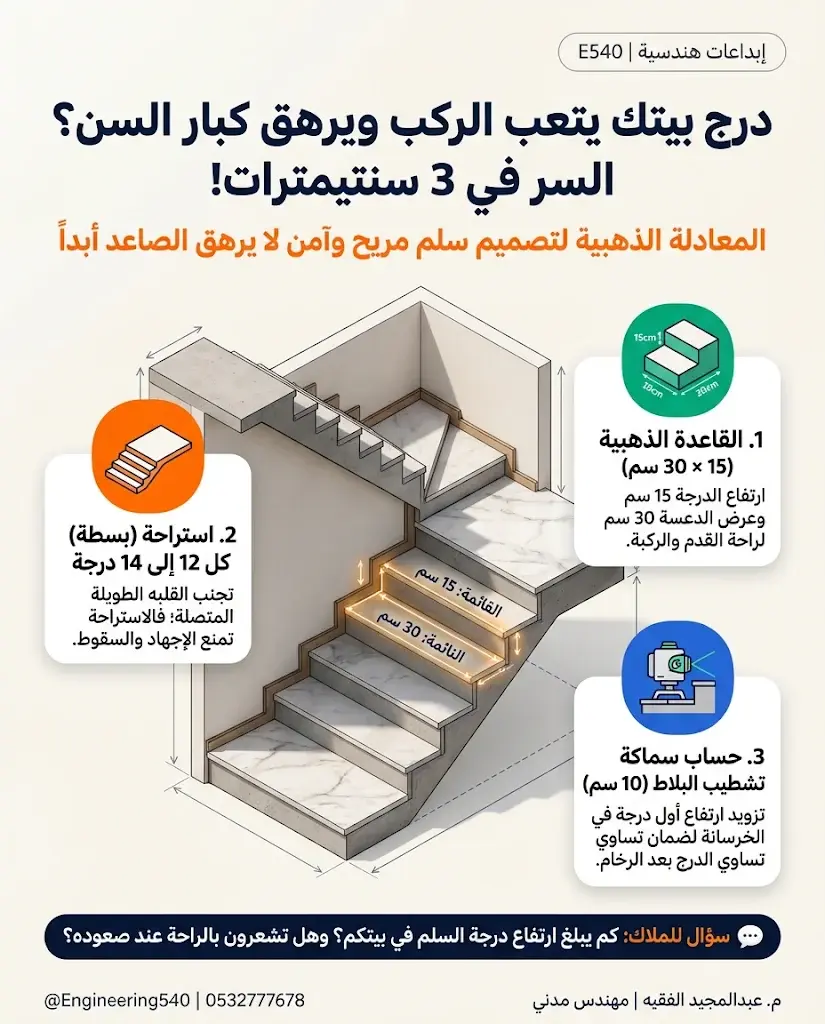 إبداعات هندسية | E540
درج بيتك يتعب الركب ويرهق كبار السن؟
السر في 3 سنتيمترات!
المعادلة الذهبية لتصميم سلم مريح وآمن لا يرهق الصاعد أبداً
15cm
18cm
20cm
1. القاعدة الذهبية
(15 × 30 سم)
ارتفاع الدرجة 15 سم
وعرض الدعسة 30 سم
لراحة القدم والركبة.
2. استراحة (بسطة)
كل 12 إلى 14 درجة
تجنب القلبه الطويلة
المتصلة؛ فالاستراحة
تمنع الإجهاد والسقوط.
القائمة: 15 سم
النائمة: 30 سم
3. حساب سماكة
تشطيب البلاط (10 سم)
تزويد ارتفاع أول درجة في
الخرسانة لضمان تساوي
تساوي الدرج بعد الرخام.
سؤال للملاك: كم يبلغ ارتفاع درجة السلم في بيتكم؟ وهل تشعرون بالراحة عند صعوده؟
م. عبدالمجيد الفقيه | مهندس مدني
@Engineering540 | 0532777678